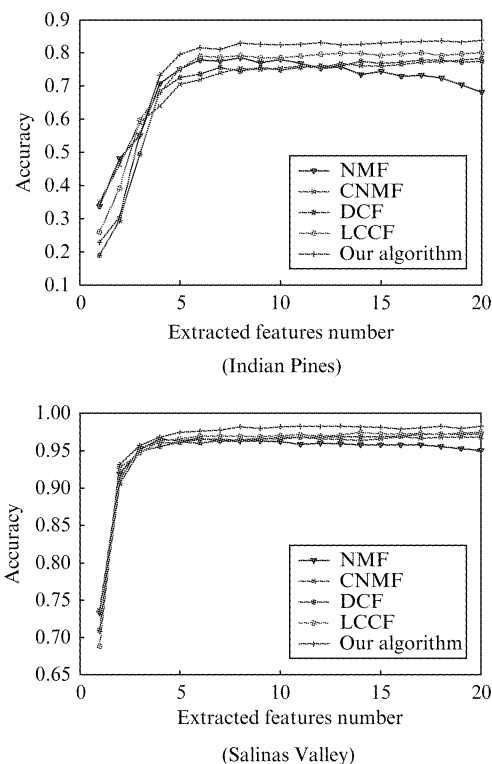 0.9
0.8
0.7
0.6
0.5
0.4
0.3
0.2
0.1
Accuracy
NMF
CNMF
DCF
LCCF
Our algorithm
0 5 10 15 20
Extracted features number
(Indian Pines)
1.00
0.95
0.90
0.85
0.80
0.75
0.70
0.65
Accuracy
NMF
CNMF
DCF
LCCF
Our algorithm
0 5 10 15 20
Extracted features number
(Salinas Valley)